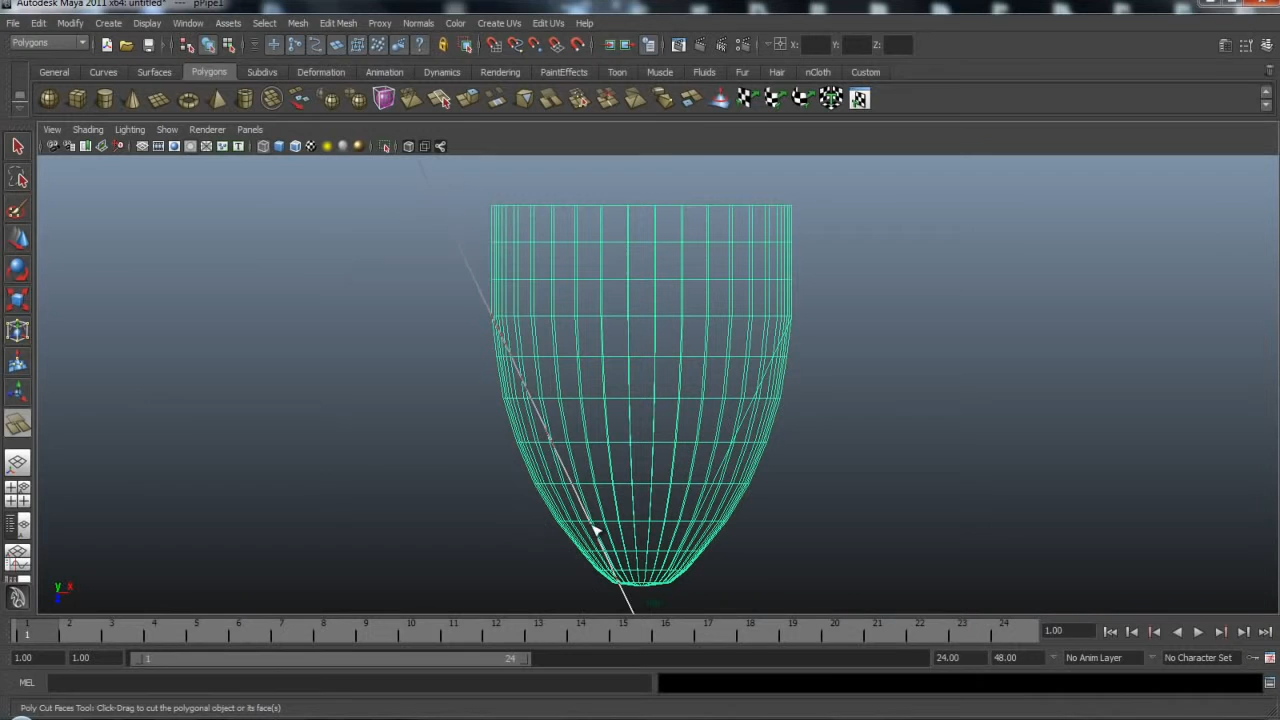 Autodesk Maya 2011 x64: untitled* --- pPipe1
File Edit Modify Create Display Window Assets Select Mesh Edit Mesh Proxy Normals Color Create UVs Edit UVs Help
Polygons X: Y: Z:
General Curves Surfaces Polygons Subdivs Deformation Animation Dynamics Rendering PaintEffects Toon Muscle Fluids Fur Hair nCloth Custom
View Shading Lighting Show Renderer Panels
y x
1 2 3 4 5 6 7 8 9 10 11 12 13 14 15 16 17 18 19 20 21 22 23 24
1 1.00
1.00 1.00 1 24 24.00 48.00 No Anim Layer No Character Set
MEL
Poly Cut Faces Tool: Click-Drag to cut the polygonal object or its face(s)